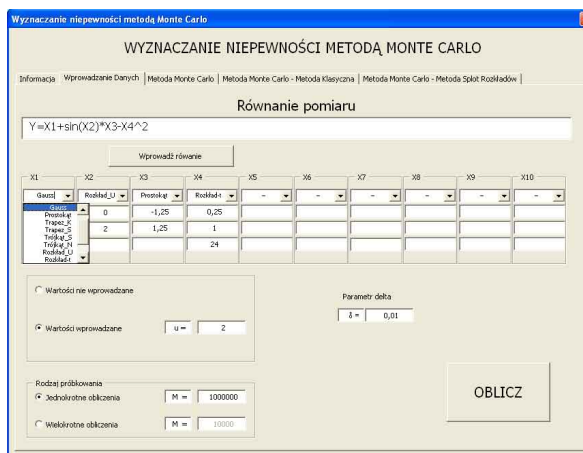 Wyznaczanie niepewności metodą Monte Carlo
WYZNACZANIE NIEPEWNOŚCI METODĄ MONTE CARLO
Informacja Wprowadzanie Danych Metoda Monte Carlo Metoda Monte Carlo - Metoda Klasyczna Metoda Monte Carlo - Metoda Splot Rozkładów
Równanie pomiaru
Y=X1+sin(X2)*X3-X4^2
Wprowadź rówanie
X1 X2 X3 X4 X5 X6 X7 X8 X9 X10
Gauss Rozkład_U Prostokąt Rozkład-t - - - - - -
Gauss
Prostokąt
Trapez_K
Trapez_S
Trójkąt_S
Trójkąt_N
Rozkład_U
Rozkład-t
0 -1,25 0,25
2 1,25 1
24
Wartości nie wprowadzane
Wartości wprowadzane u = 2
Parametr delta
δ = 0,01
Rodzaj próbkowania
Jednokrotne obliczenia M = 1000000
Wielokrotne obliczenia M = 10000
OBLICZ